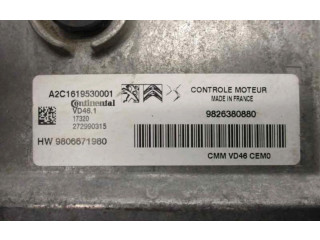 A2C1619530001
Continental
VD46.1
17320
272990315
HW 9806671980
CONTROLE MOTEUR
MADE IN FRANCE
9826380880
CMM VD46 CEM0